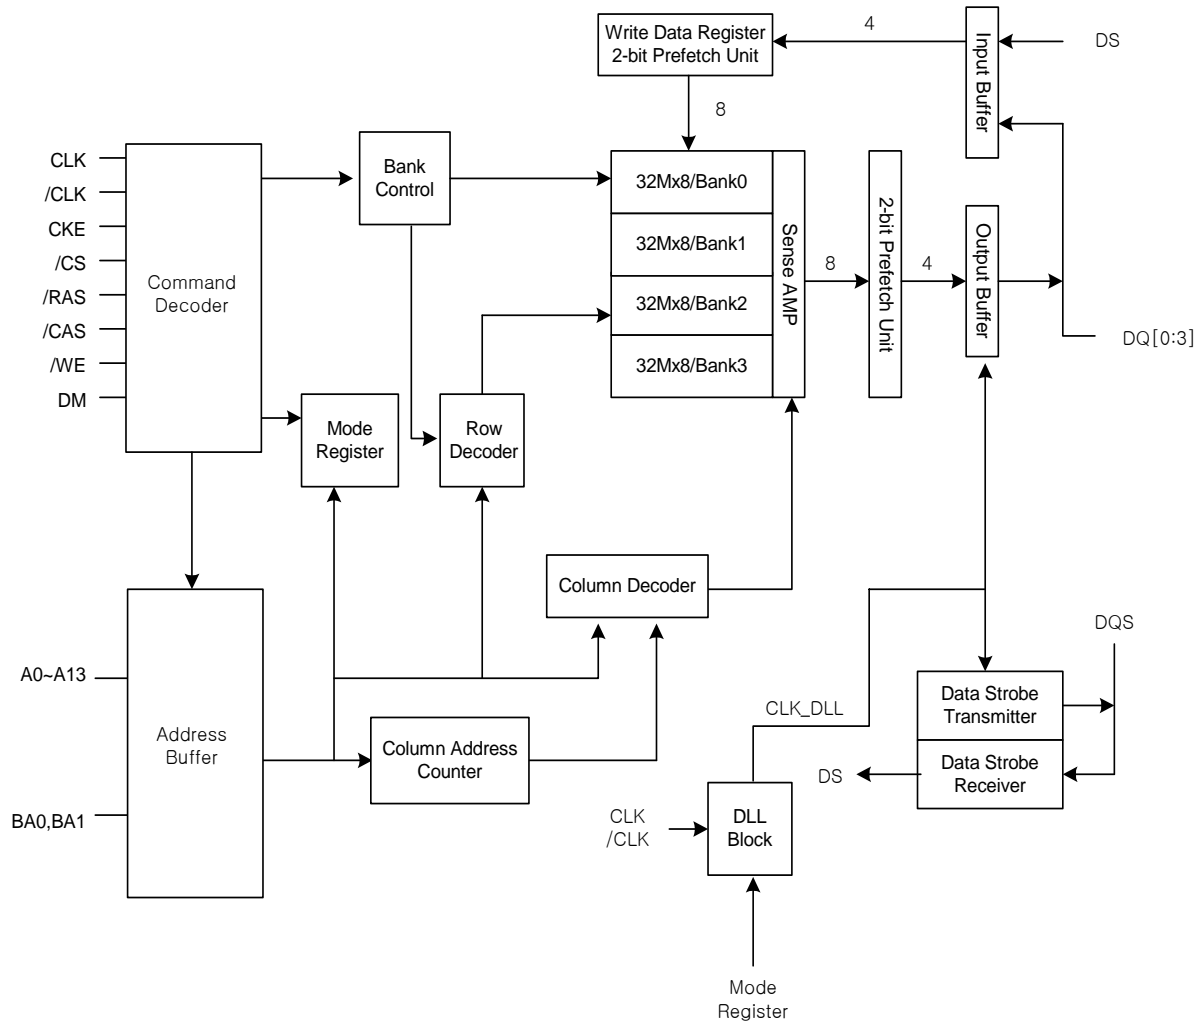 Write Data Register
2-bit Prefetch Unit
4
Input Buffer
DS
8
CLK
/CLK
CKE
/CS
/RAS
/CAS
/WE
DM
Command
Decoder
Bank
Control
32Mx8/Bank0
32Mx8/Bank1
32Mx8/Bank2
32Mx8/Bank3
Sense AMP
8
2-bit Prefetch Unit
4
Output Buffer
DQ[0:3]
Mode
Register
Row
Decoder
Column Decoder
A0~A13
BA0,BA1
Address
Buffer
Column Address
Counter
CLK_DLL
DQS
Data Strobe
Transmitter
Data Strobe
Receiver
DS
CLK
/CLK
DLL
Block
Mode
Register